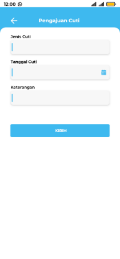 12:00
Pengajuan Cuti
Jenis Cuti
Tanggal Cuti
Keterangan